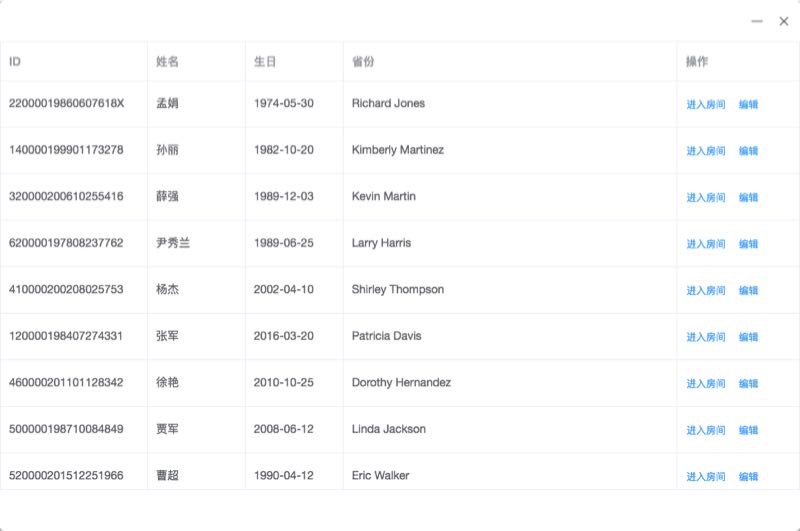 ID 姓名 生日 省份 操作
22000019860607618X 孟娟 1974-05-30 Richard Jones 进入房间 编辑
140000199901173278 孙丽 1982-10-20 Kimberly Martinez 进入房间 编辑
320000200610255416 薛强 1989-12-03 Kevin Martin 进入房间 编辑
620000197808237762 尹秀兰 1989-06-25 Larry Harris 进入房间 编辑
410000200208025753 杨杰 2002-04-10 Shirley Thompson 进入房间 编辑
120000198407274331 张军 2016-03-20 Patricia Davis 进入房间 编辑
460000201101128342 徐艳 2010-10-25 Dorothy Hernandez 进入房间 编辑
500000198710084849 贾军 2008-06-12 Linda Jackson 进入房间 编辑
520000201512251966 曹超 1990-04-12 Eric Walker 进入房间 编辑